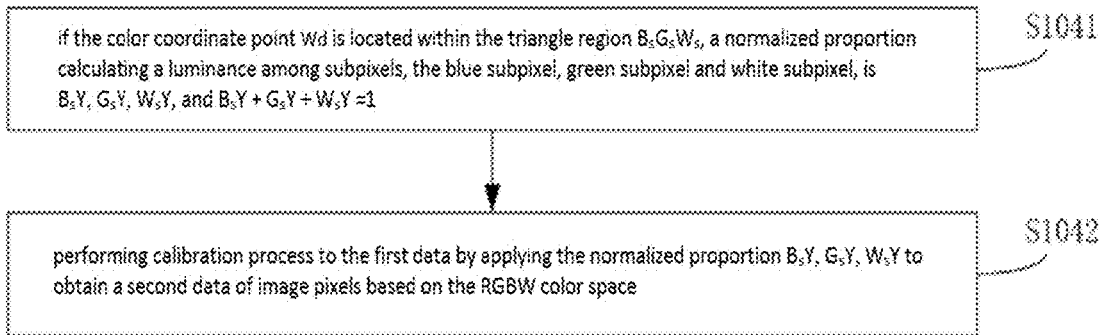 S1041
if the color coordinate point Wd is located within the triangle region BₛGₛWₛ, a normalized proportion
calculating a luminance among subpixels, the blue subpixel, green subpixel and white subpixel, is
BₛY, GₛY, WₛY, and BₛY + GₛY + WₛY =1
S1042
performing calibration process to the first data by applying the normalized proportion BₛY, GₛY, WₛY to
obtain a second data of image pixels based on the RGBW color space